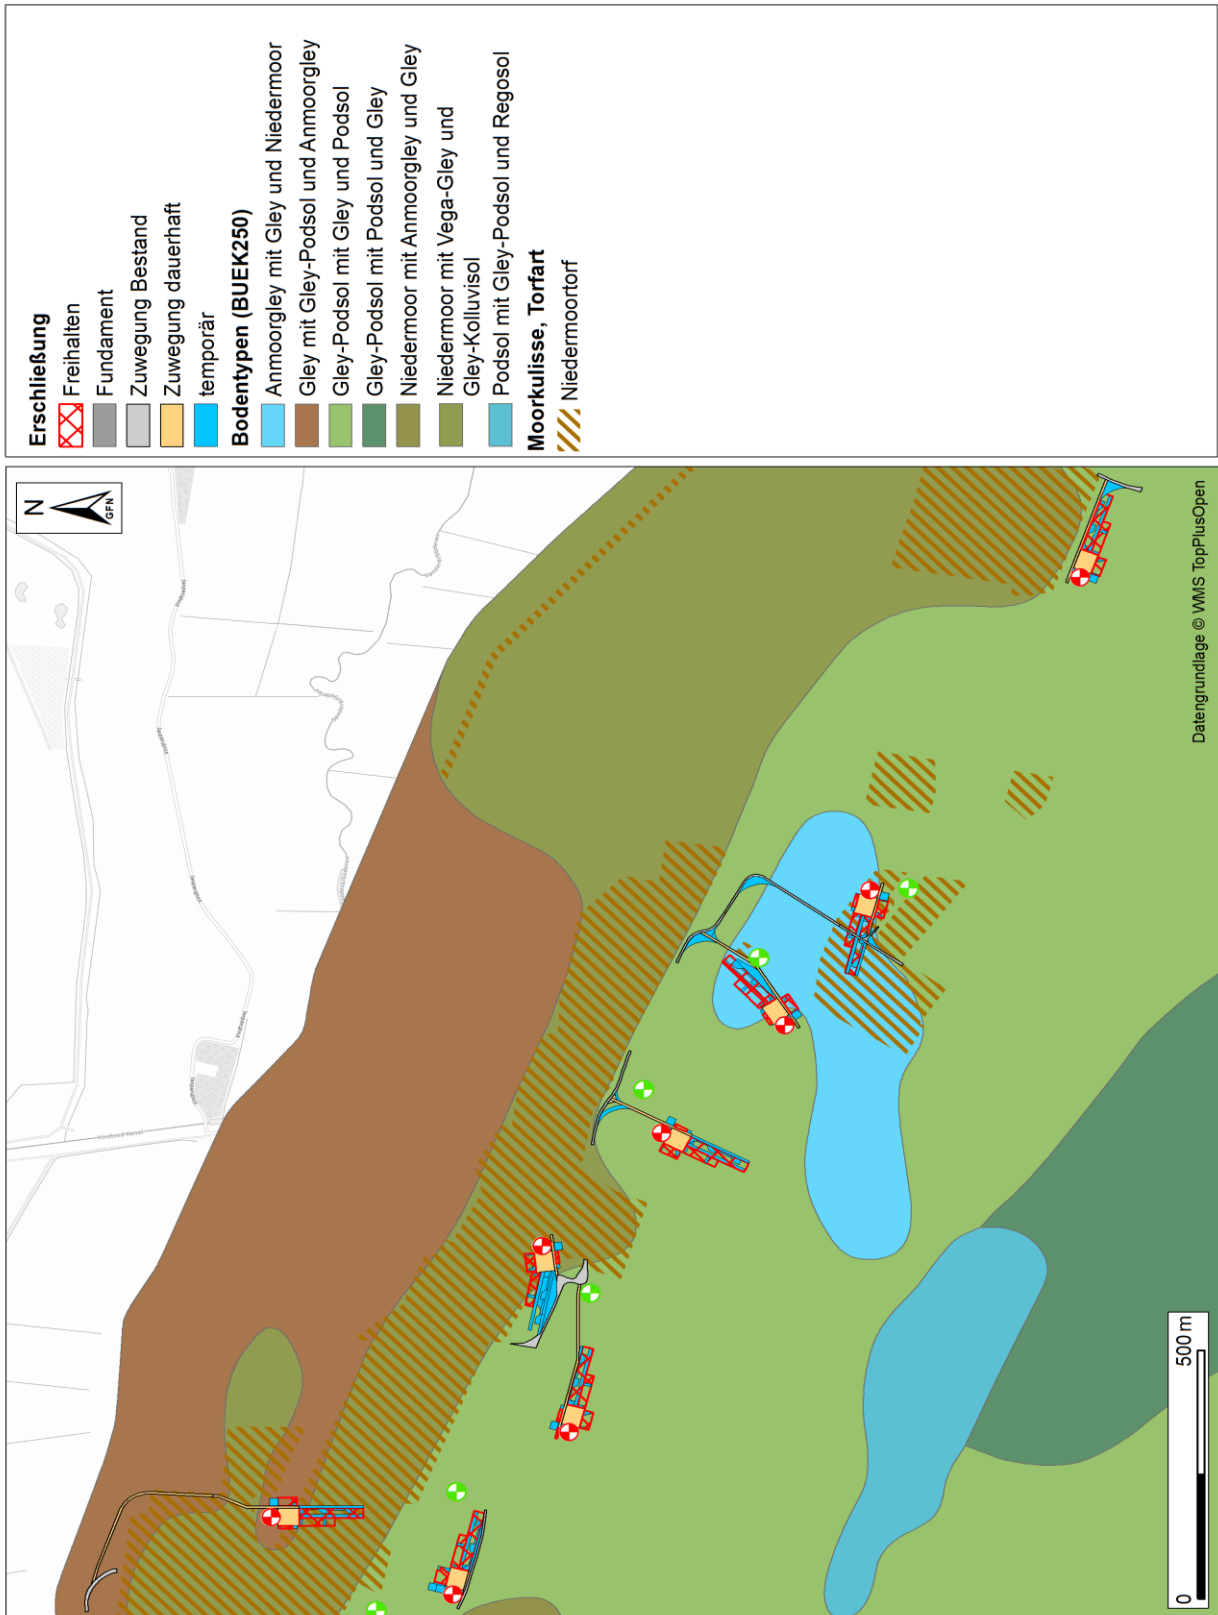 Erschließung
Freihalten
Fundament
Zuwegung Bestand
Zuwegung dauerhaft
temporär
Bodentypen (BUEK250)
Anmoorgley mit Gley und Niedermoor
Gley mit Gley-Podsol und Anmoorgley
Gley-Podsol mit Gley und Podsol
Gley-Podsol mit Podsol und Gley
Niedermoor mit Anmoorgley und Gley
Niedermoor mit Vega-Gley und
Gley-Kolluvisol
Podsol mit Gley-Podsol und Regosol
Moorkulisse, Torfart
Niedermoortorf
N
GFN
Vindtved Kanal
0
500 m
Datengrundlage © WMS TopPlusOpen